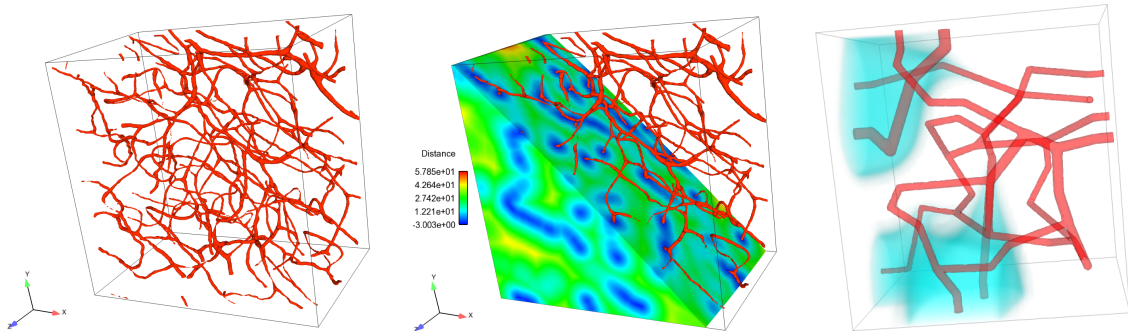 Y
X
Z
Distance
5.785e+01
4.264e+01
2.742e+01
1.221e+01
-3.003e+00
Y
X
Z